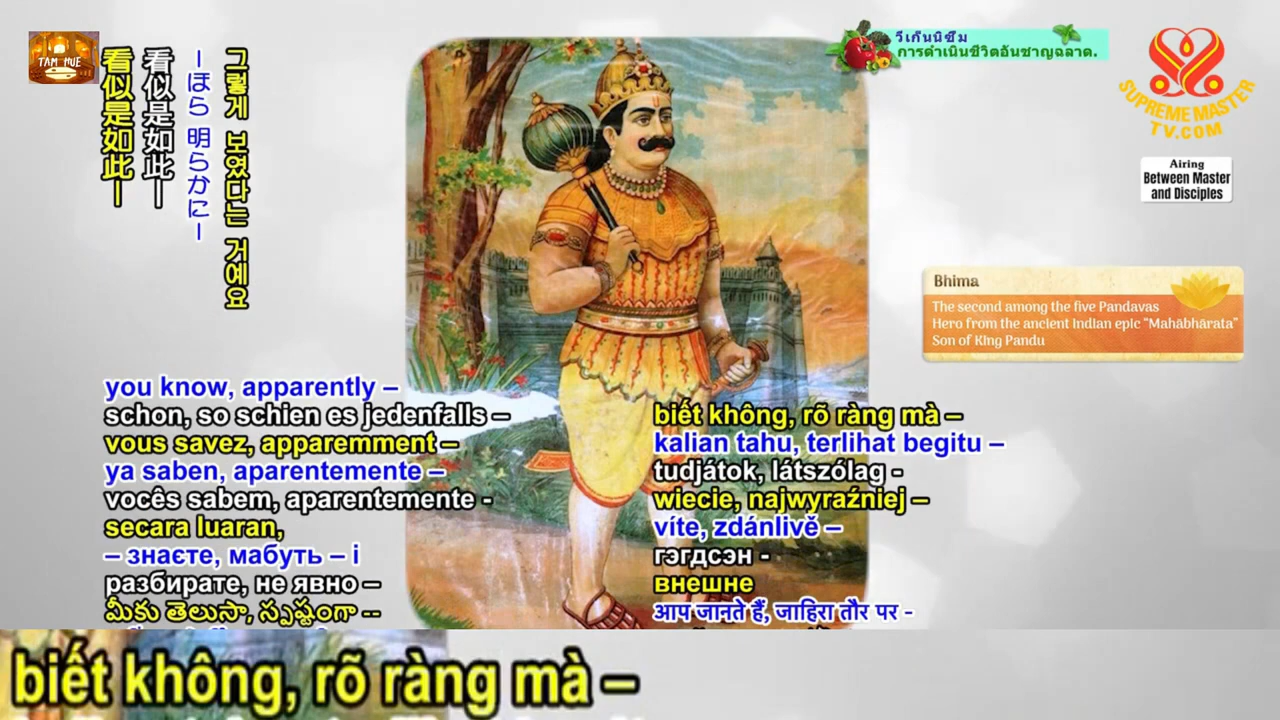 TAM HUE
看似是如此—
看似是如此—
—ほら 明らかに—
그렇게 보였다는 거예요
วีแกนนิซึม
การดำเนินชีวิตอันชาญฉลาด.
SUPREME MASTER
TV.COM
Airing
Between Master
and Disciples
Bhima
The second among the five Pandavas
Hero from the ancient Indian epic “Mahābhārata”
Son of King Pandu
you know, apparently –
schon, so schien es jedenfalls –
vous savez, apparemment –
ya saben, aparentemente –
vocês sabem, aparentemente -
secara luaran,
– знаєте, мабуть – і
разбирате, не явно –
మీకు తెలుసా, స్పష్టంగా --
biết không, rõ ràng mà –
kalian tahu, terlihat begitu –
tudjátok, látszólag -
wiecie, najwyraźniej –
víte, zdánlivě –
гэгдсэн -
внешне
आप जानते हैं, जाहिरा तौर पर -
biết không, rõ ràng mà –